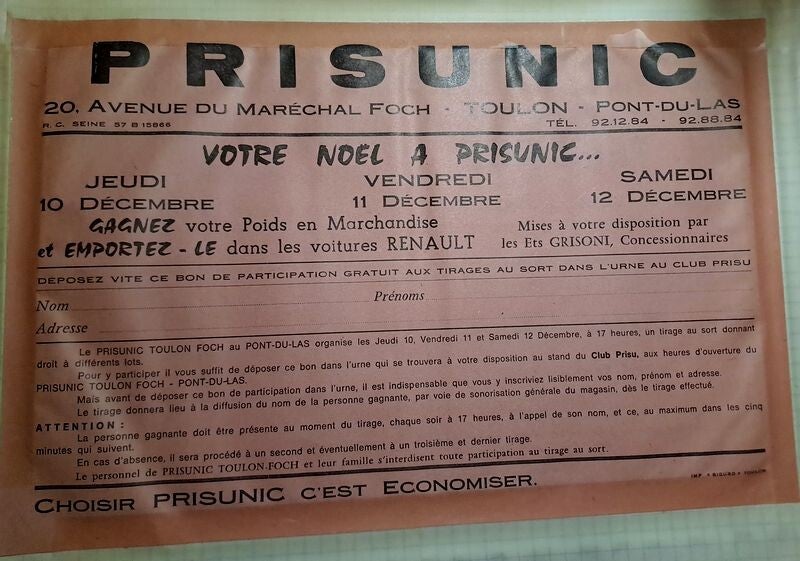 PRISUNIC
20, AVENUE DU MARÉCHAL FOCH - TOULON - PONT-DU-LAS
R. C. SEINE 57 B 15866
TÉL. 92.12.84 - 92.88.84
VOTRE NOEL A PRISUNIC...
JEUDI
10 DÉCEMBRE
VENDREDI
11 DÉCEMBRE
SAMEDI
12 DÉCEMBRE
GAGNEZ votre Poids en Marchandise
et EMPORTEZ - LE dans les voitures RENAULT
Mises à votre disposition par
les Ets GRISONI, Concessionnaires
DÉPOSEZ VITE CE BON DE PARTICIPATION GRATUIT AUX TIRAGES AU SORT DANS L'URNE AU CLUB PRISU
Nom Prénoms
Adresse
Le PRISUNIC TOULON FOCH au PONT-DU-LAS organise les Jeudi 10, Vendredi 11 et Samedi 12 Décembre, à 17 heures, un tirage au sort donnant
droit à différents lots.
Pour y participer il vous suffit de déposer ce bon dans l'urne qui se trouvera à votre disposition au stand du Club Prisu, aux heures d'ouverture du
PRISUNIC TOULON FOCH - PONT-DU-LAS.
Mais avant de déposer ce bon de participation dans l'urne, il est indispensable que vous y inscriviez lisiblement vos nom, prénom et adresse.
Le tirage donnera lieu à la diffusion du nom de la personne gagnante, par voie de sonorisation générale du magasin, dès le tirage effectué.
ATTENTION :
La personne gagnante doit être présente au moment du tirage, chaque soir à 17 heures, à l'appel de son nom, et ce, au maximum dans les cinq
minutes qui suivent.
En cas d'absence, il sera procédé à un second et éventuellement à un troisième et dernier tirage.
Le personnel de PRISUNIC TOULON-FOCH et leur famille s'interdisent toute participation au tirage au sort.
CHOISIR PRISUNIC C'EST ECONOMISER.
IMP. « BIGURD » TOULON